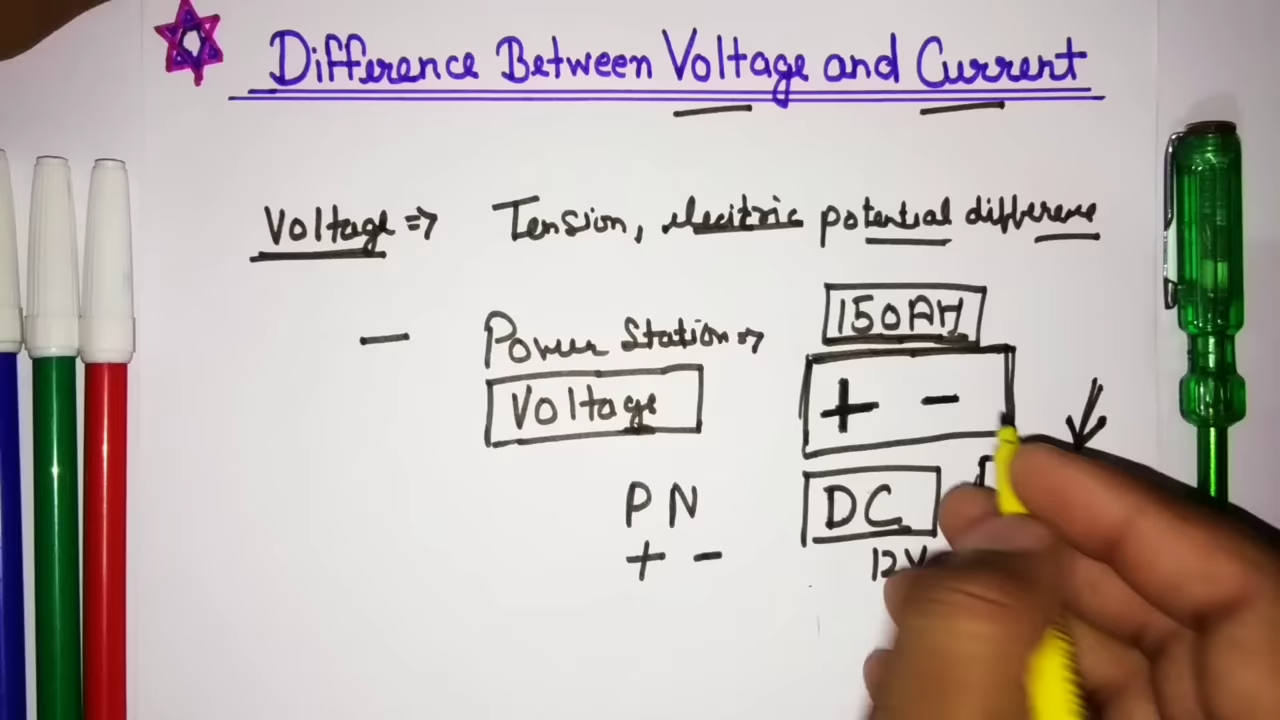 Difference Between Voltage and Current
Voltage ⇒ Tension, electric potential difference
— Power Station ⇒ 150AH
Voltage + -
P N DC
+ - 12V